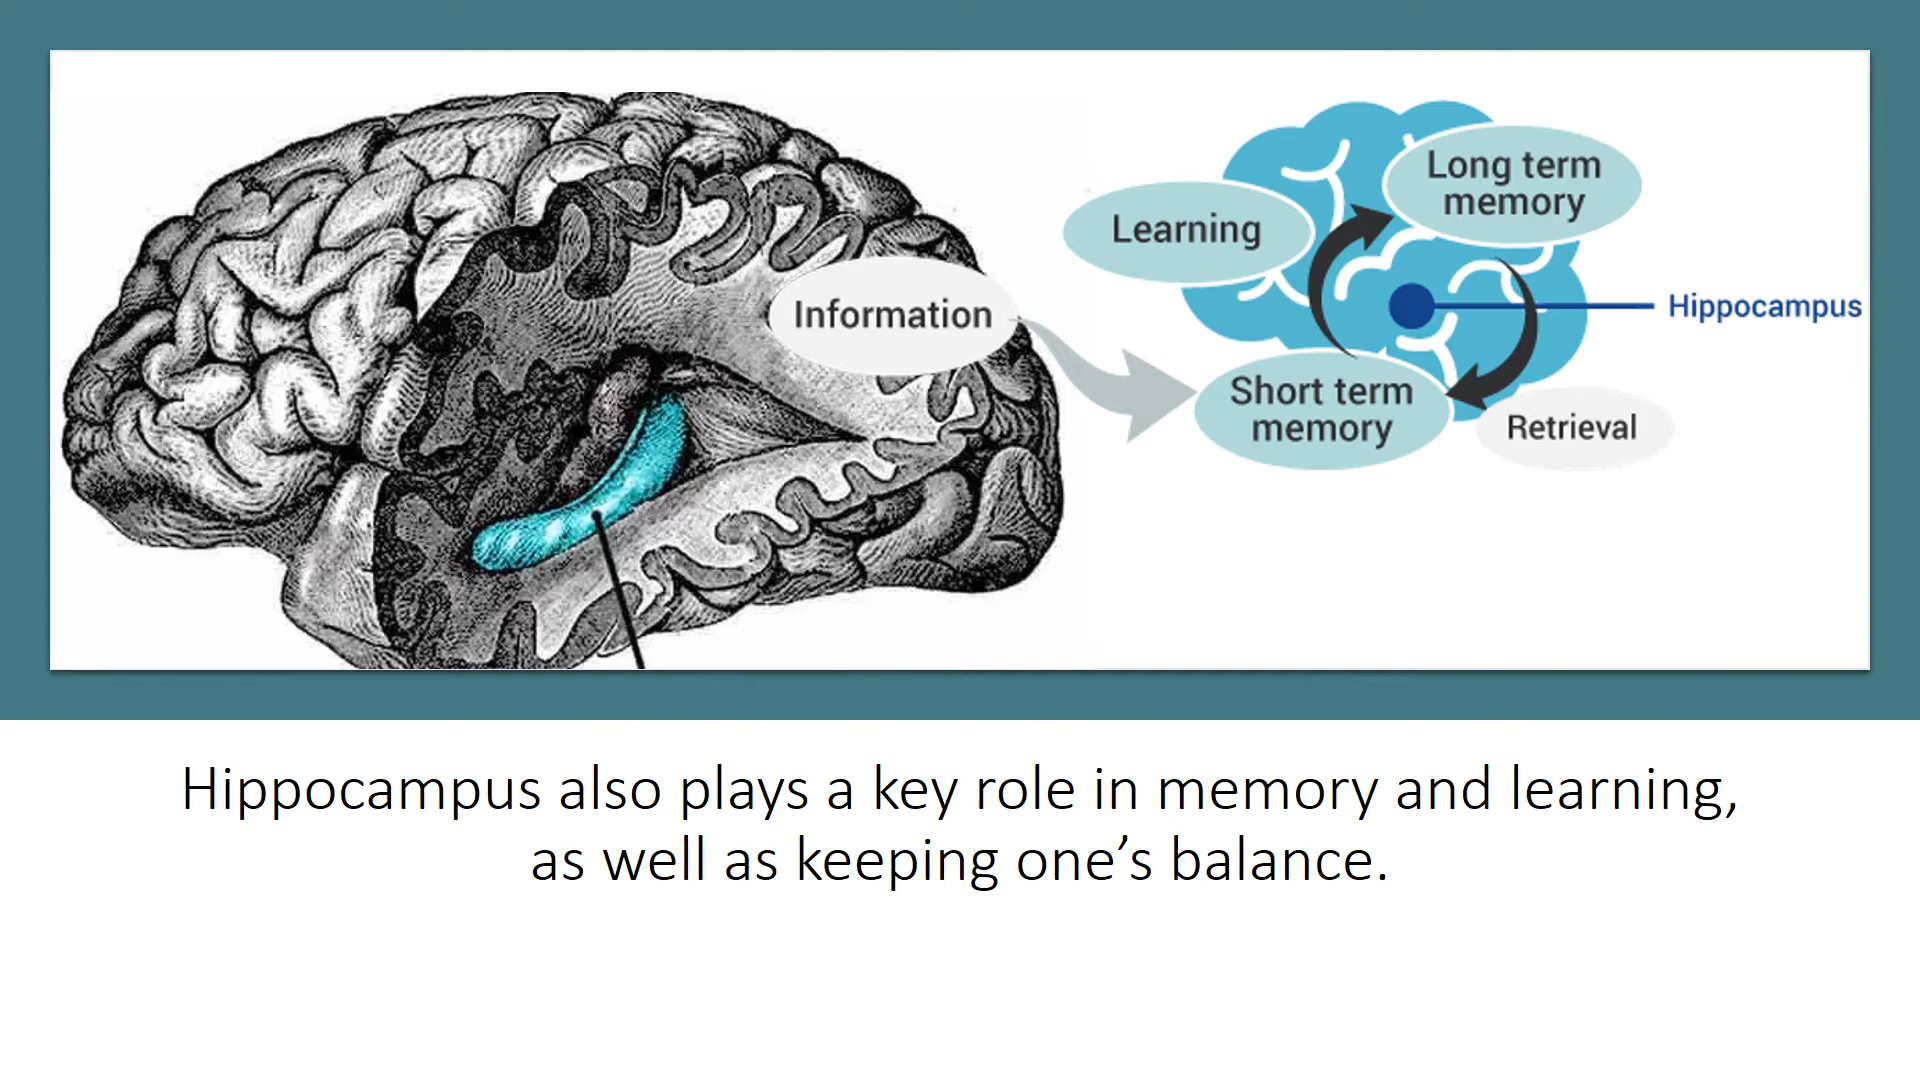 Information
Learning
Long term
memory
Hippocampus
Short term
memory
Retrieval
Hippocampus also plays a key role in memory and learning,
as well as keeping one’s balance.